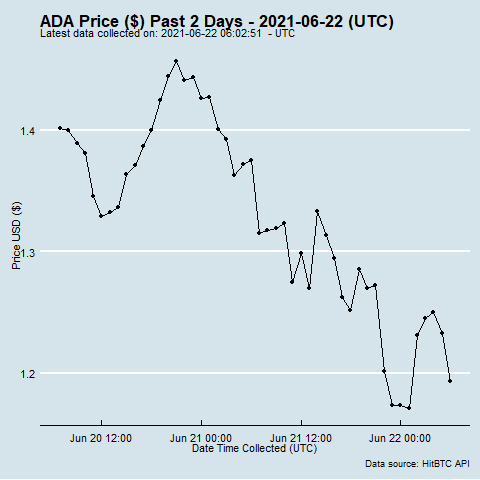 ADA Price ($) Past 2 Days - 2021-06-22 (UTC)
Latest data collected on: 2021-06-22 06:02:51 - UTC
1.4
1.3
1.2
Price USD ($)
Jun 20 12:00
Jun 21 00:00
Jun 21 12:00
Jun 22 00:00
Date Time Collected (UTC)
Data source: HitBTC API